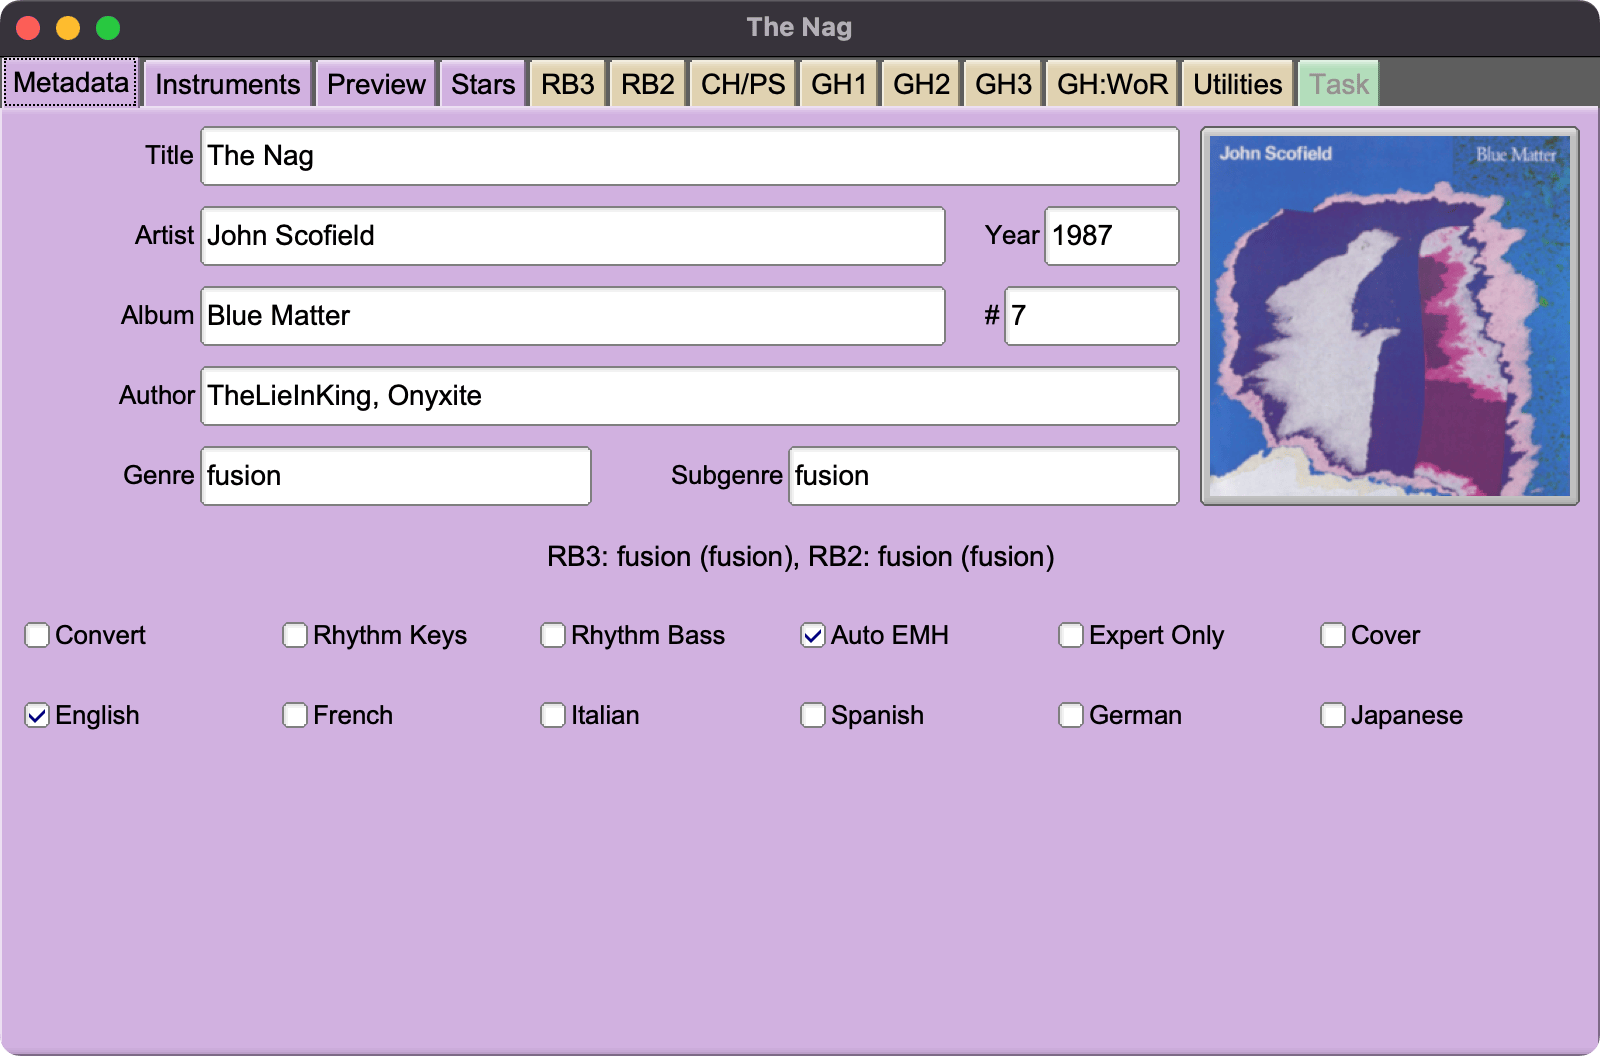 The Nag
Metadata Instruments Preview Stars RB3 RB2 CH/PS GH1 GH2 GH3 GH:WoR Utilities Task
Title The Nag
Artist John Scofield Year 1987
Album Blue Matter # 7
Author TheLieInKing, Onyxite
Genre fusion Subgenre fusion
John Scofield Blue Matter
RB3: fusion (fusion), RB2: fusion (fusion)
Convert Rhythm Keys Rhythm Bass Auto EMH Expert Only Cover
English French Italian Spanish German Japanese